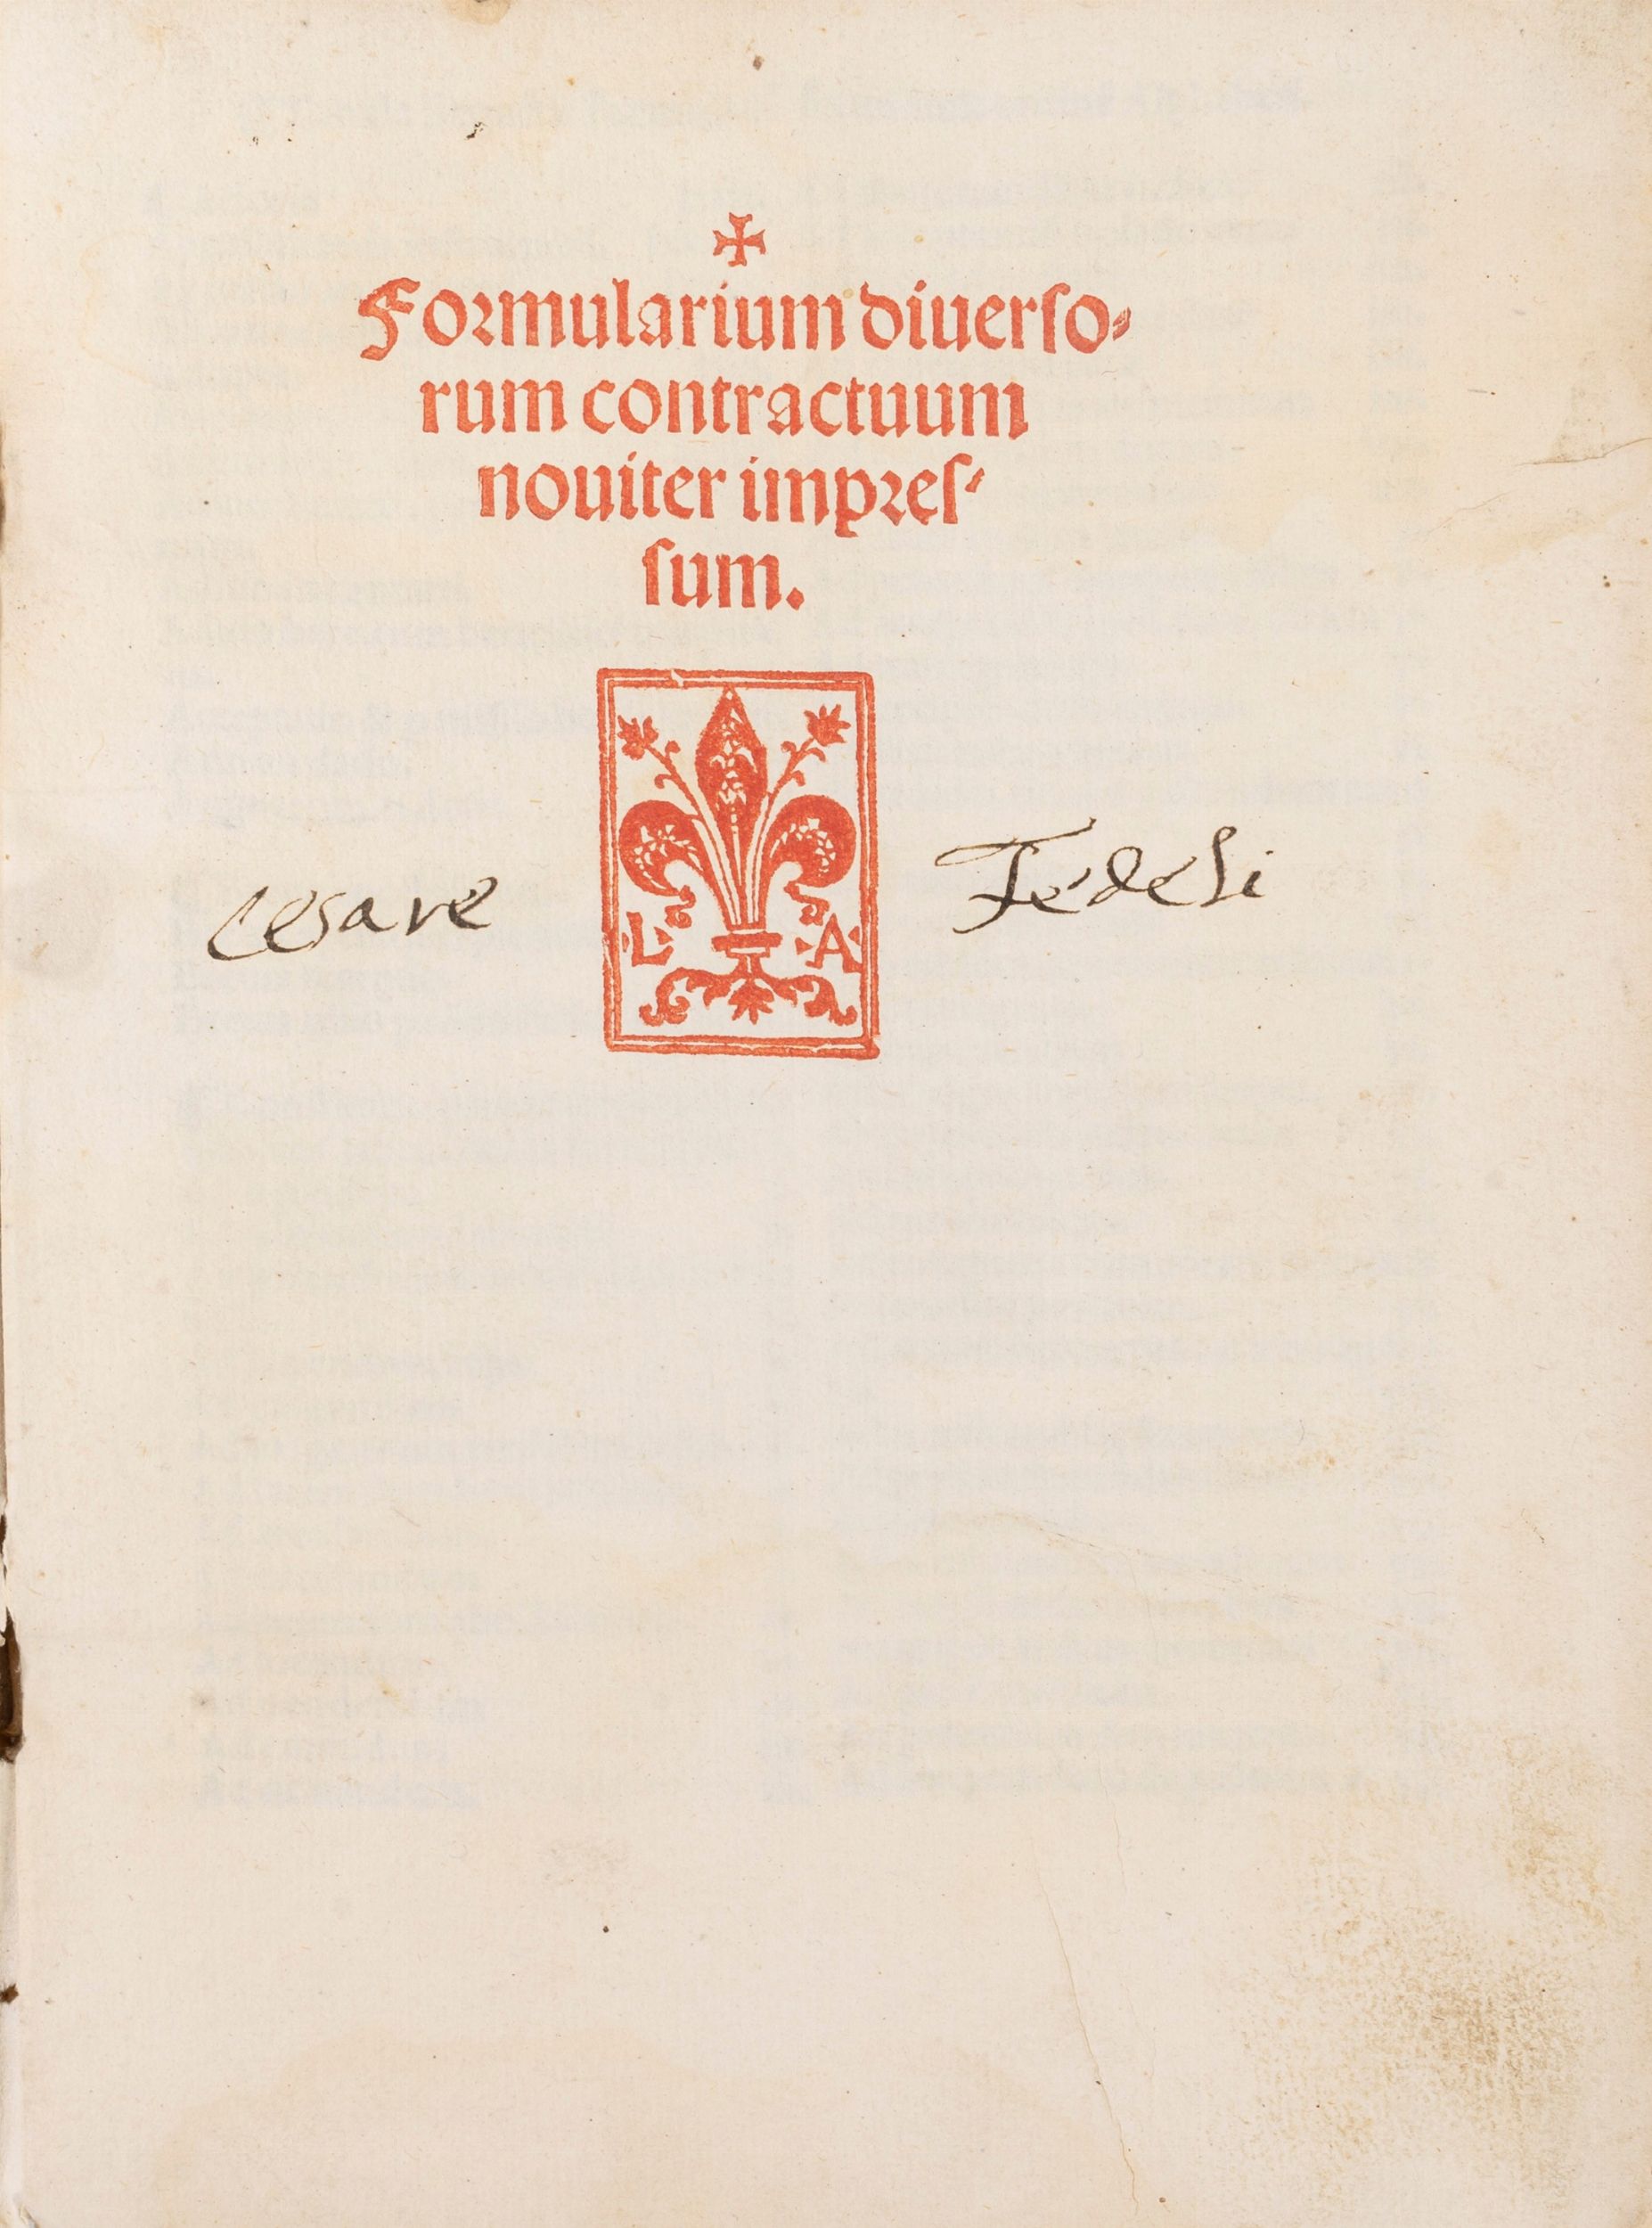 ✠
Formularium diuerso⸗
rum contractuum
nouiter impres⸗
sum.
L A
Cesare Fedeli